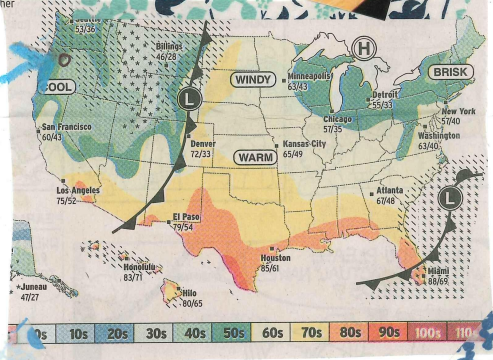 her
Seattle
53/36
Billings
46/28
H
WINDY
Minneapolis
63/43
BRISK
COOL
L
Detroit
55/33
New York
57/40
Chicago
57/35
San Francisco
60/43
Denver
72/33
Kansas City
65/49
Washington
63/40
WARM
Los Angeles
75/52
Atlanta
67/48
L
El Paso
79/54
Houston
85/61
Miami
88/69
Honolulu
83/71
Juneau
47/27
Hilo
80/65
0s 10s 20s 30s 40s 50s 60s 70s 80s 90s 100s 110s